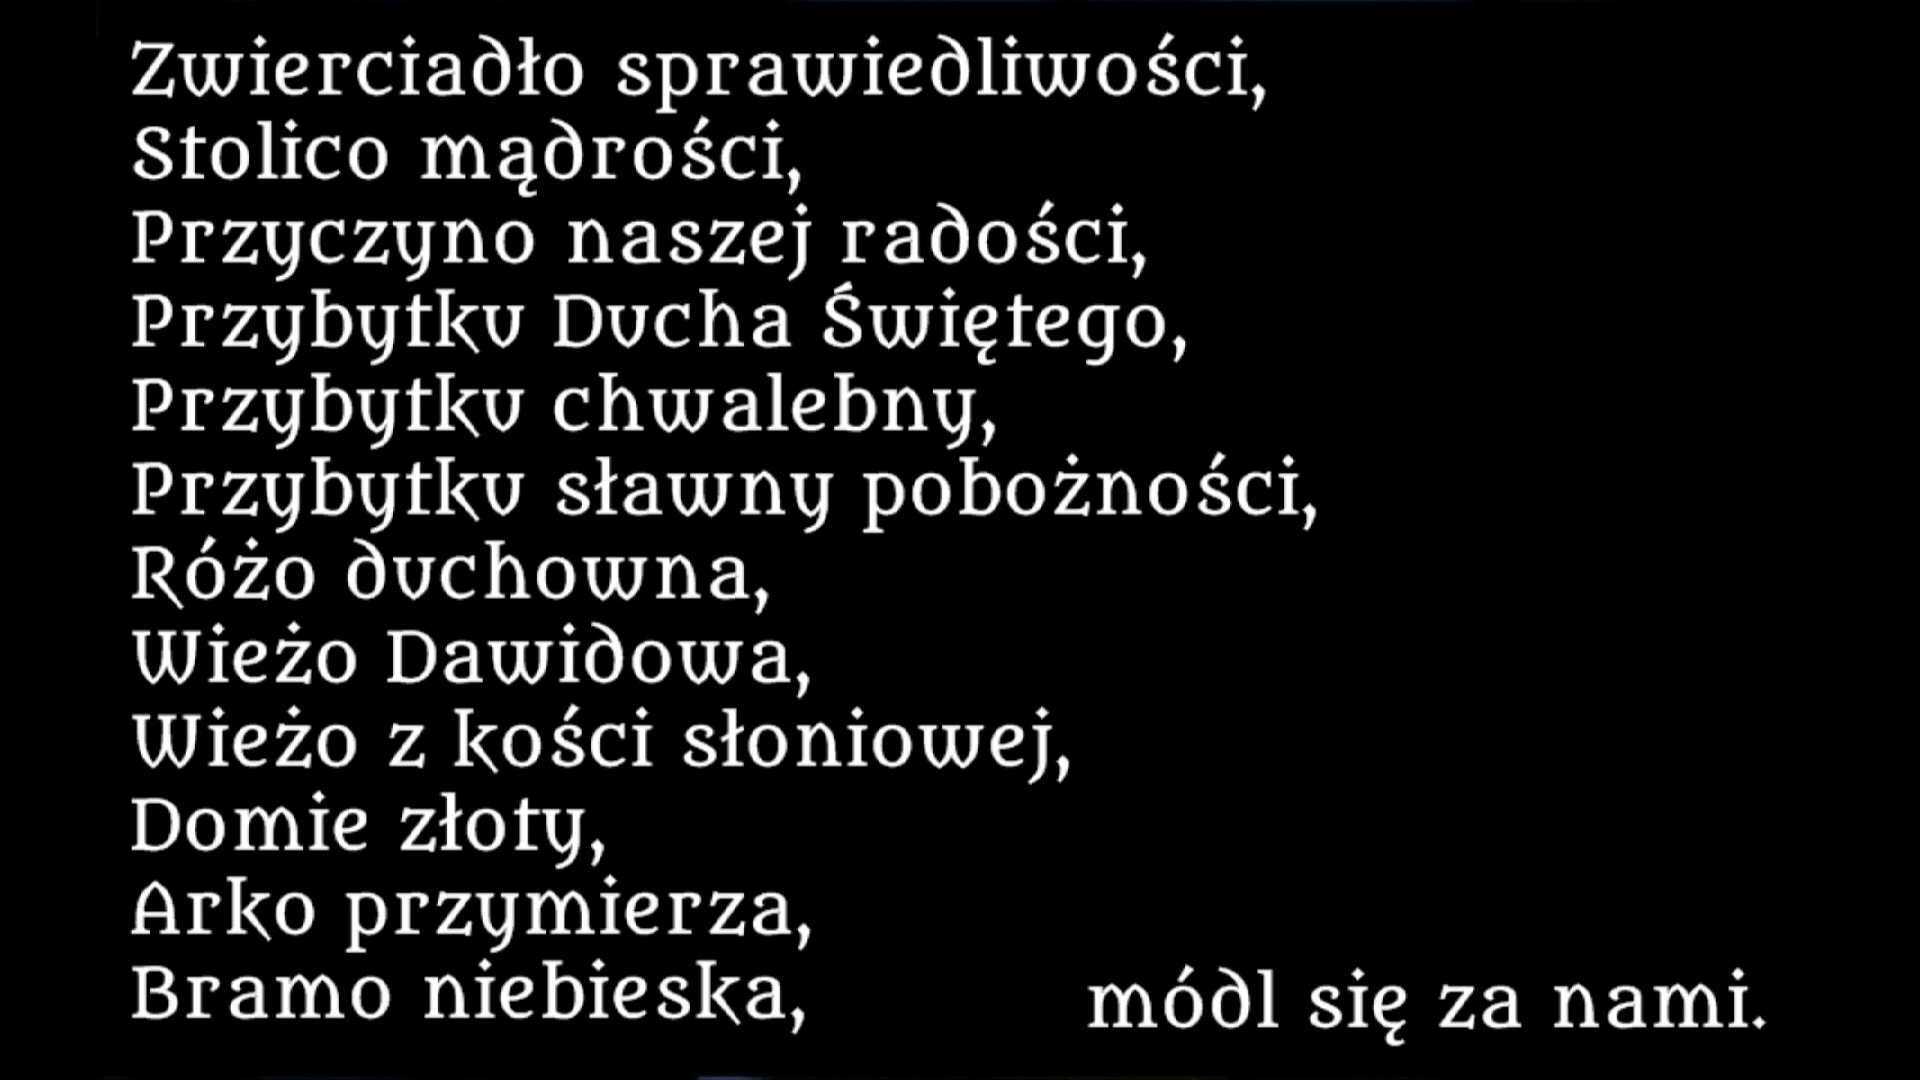 Zwierciadło sprawiedliwości,
Stolico mądrości,
Przyczyno naszej radości,
Przybytku Ducha Świętego,
Przybytku chwalebny,
Przybytku sławny pobożności,
Różo duchowna,
Wieżo Dawidowa,
Wieżo z kości słoniowej,
Domie złoty,
Arko przymierza,
Bramo niebieska, módl się za nami.